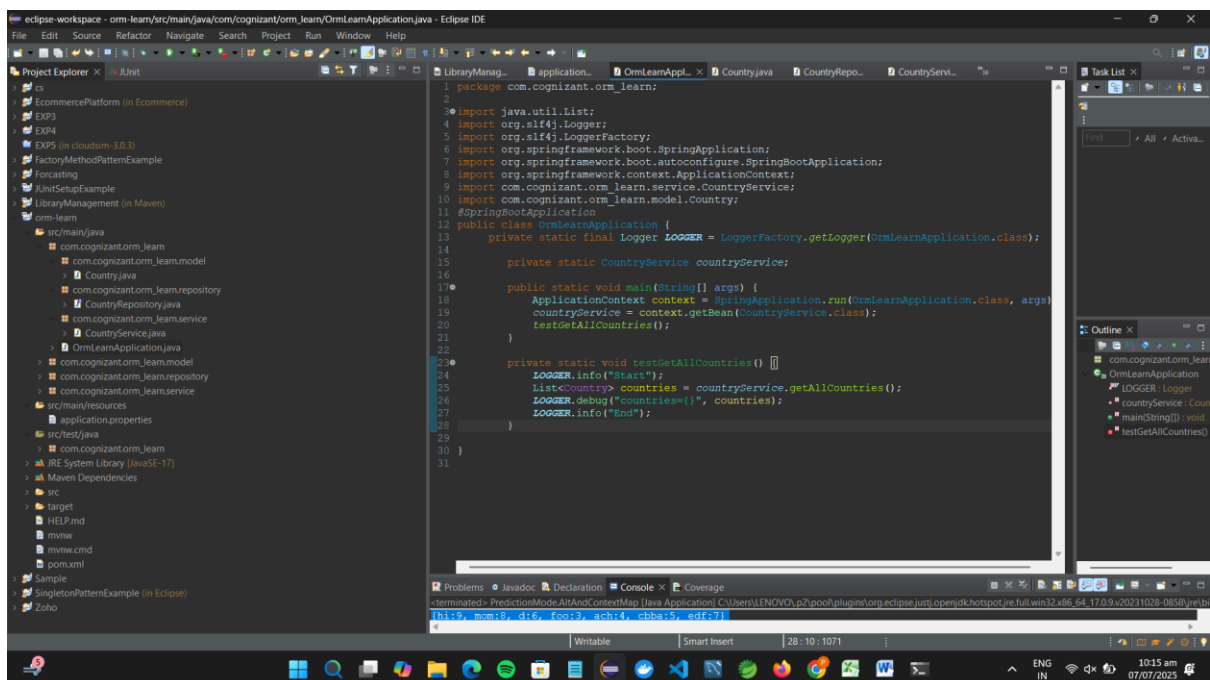 eclipse-workspace - orm-learn/src/main/java/com/cognizant/orm_learn/OrmLearnApplication.java - Eclipse IDE
File Edit Source Refactor Navigate Search Project Run Window Help
Project Explorer JUnit
cs
EcommercePlatform (in Ecommerce)
EXP3
EXP4
EXP5 (in cloudsim-3.0.3)
FactoryMethodPatternExample
Forcasting
JUnitSetupExample
LibraryManagement (in Maven)
orm-learn
src/main/java
com.cognizant.orm_learn
com.cognizant.orm_learn.model
Country.java
com.cognizant.orm_learn.repository
CountryRepository.java
com.cognizant.orm_learn.service
CountryService.java
OrmLearnApplication.java
com.cognizant.orm_learn.model
com.cognizant.orm_learn.repository
com.cognizant.orm_learn.service
src/main/resources
application.properties
src/test/java
com.cognizant.orm_learn
JRE System Library [JavaSE-17]
Maven Dependencies
src
target
HELP.md
mvnw
mvnw.cmd
pom.xml
Sample
SingletonPatternExample (in Eclipse)
Zoho
LibraryManag... application... OrmLearnAppl... Country.java CountryRepo... CountryServi...
1 package com.cognizant.orm_learn;
2
3 import java.util.List;
4 import org.slf4j.Logger;
5 import org.slf4j.LoggerFactory;
6 import org.springframework.boot.SpringApplication;
7 import org.springframework.boot.autoconfigure.SpringBootApplication;
8 import org.springframework.context.ApplicationContext;
9 import com.cognizant.orm_learn.service.CountryService;
10 import com.cognizant.orm_learn.model.Country;
11 @SpringBootApplication
12 public class OrmLearnApplication {
13 private static final Logger LOGGER = LoggerFactory.getLogger(OrmLearnApplication.class);
14
15 private static CountryService countryService;
16
17 public static void main(String[] args) {
18 ApplicationContext context = SpringApplication.run(OrmLearnApplication.class, args)
19 countryService = context.getBean(CountryService.class);
20 testGetAllCountries();
21 }
22
23 private static void testGetAllCountries() {
24 LOGGER.info("Start");
25 List<Country> countries = countryService.getAllCountries();
26 LOGGER.debug("countries={}", countries);
27 LOGGER.info("End");
28 }
29
30 }
31
Task List
Find All Activa...
Outline
com.cognizant.orm_lear
OrmLearnApplication
LOGGER : Logger
countryService : Coun
main(String[]) : void
testGetAllCountries()
Problems Javadoc Declaration Console Coverage
<terminated> PredictionMode.AltAndContextMap [Java Application] C:\Users\LENOVO\.p2\pool\plugins\org.eclipse.justj.openjdk.hotspot.jre.full.win32.x86_64_17.0.9.v20231028-0858\jre\bi
{hi:9, mom:8, d:6, foo:3, ach:4, cbba:5, edf:7}
Writable Smart Insert 28 : 10 : 1071
ENG
IN
10:15 am
07/07/2025